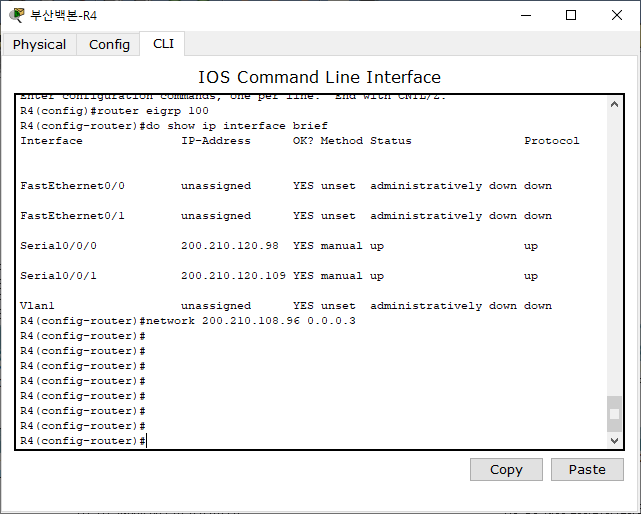 부산백본-R4
Physical Config CLI
IOS Command Line Interface
Enter configuration commands, one per line. End with CNTL/Z.
R4(config)#router eigrp 100
R4(config-router)#do show ip interface brief
Interface IP-Address OK? Method Status Protocol
FastEthernet0/0 unassigned YES unset administratively down down
FastEthernet0/1 unassigned YES unset administratively down down
Serial0/0/0 200.210.120.98 YES manual up up
Serial0/0/1 200.210.120.109 YES manual up up
Vlan1 unassigned YES unset administratively down down
R4(config-router)#network 200.210.108.96 0.0.0.3
R4(config-router)#
R4(config-router)#
R4(config-router)#
R4(config-router)#
R4(config-router)#
R4(config-router)#
R4(config-router)#
R4(config-router)#
Copy Paste